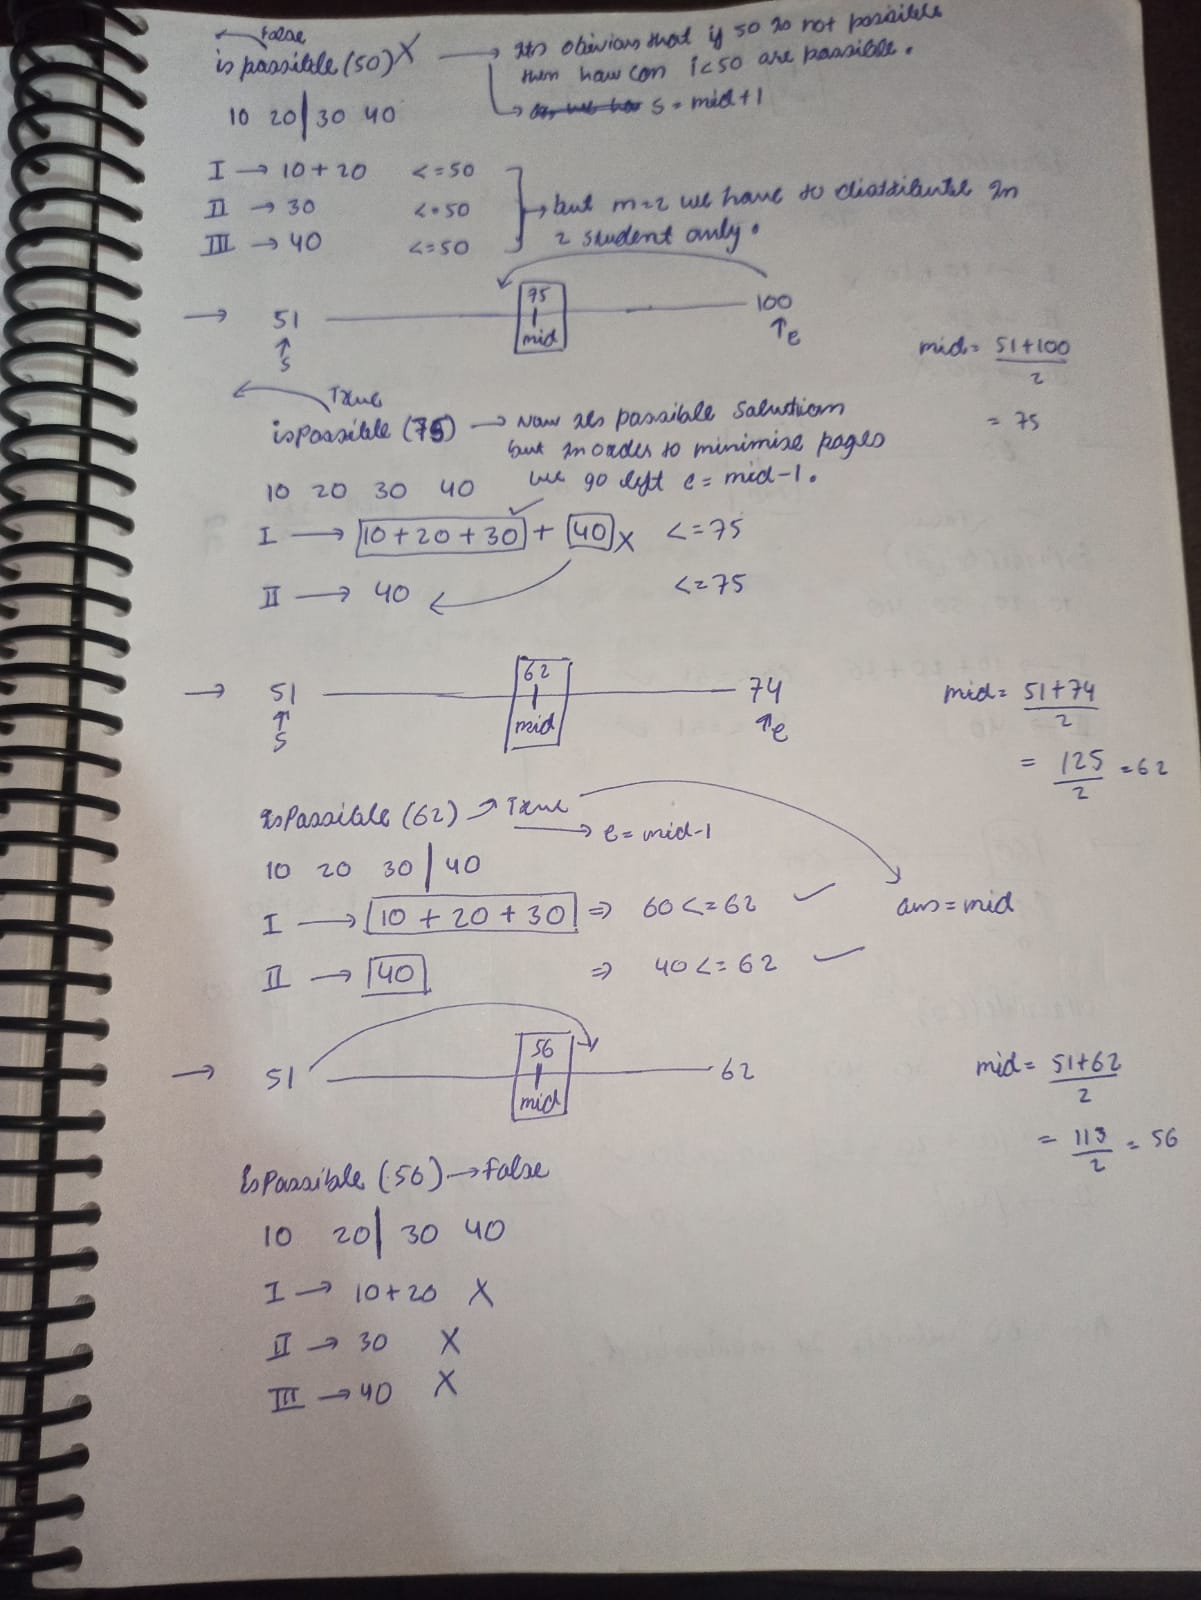 False
is possible (50) X → Its obivious that if 50 is not possible
then how can i<50 are possible.
→ s = mid+1
10 20 | 30 40
I → 10+20 <=50
II → 30 <=50
III → 40 <=50
→ but m=2 we have to distribute in
2 student only.
→ 51 75 100
↑ mid ↑e
s
mid = 51+100
2
= 75
True
isPossible (75) → Now its possible solution
but in order to minimise pages
we go left e = mid-1.
10 20 30 40
I → 10+20+30 ✓ + 40 X <=75
II → 40 <=75
→ 51 62 74
↑ mid ↑e
s
mid = 51+74
2
= 125 = 62
2
isPossible (62) → True
→ e = mid-1
10 20 30 | 40
I → 10+20+30 ⇒ 60<=62 ✓
ans = mid
II → 40 ⇒ 40<=62 ✓
→ 51 56 62
mid
mid = 51+62
2
= 113 = 56
2
isPossible (56) → False
10 20 | 30 40
I → 10+20 X
II → 30 X
III → 40 X